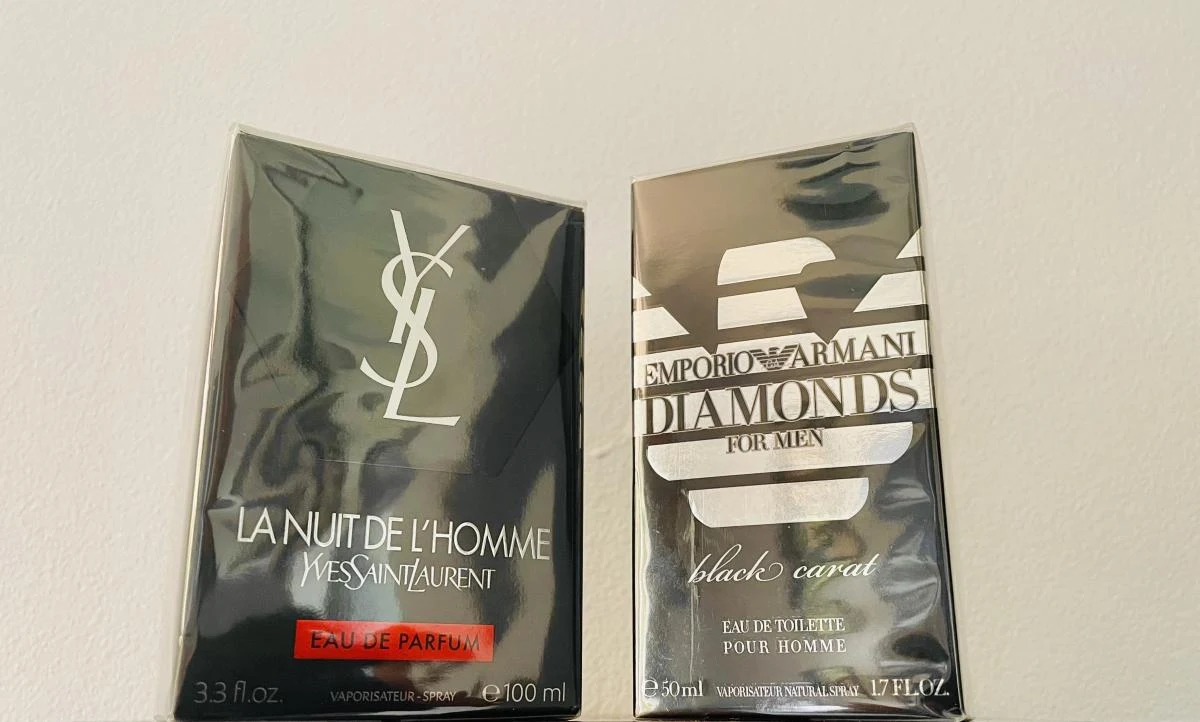 YSL
LA NUIT DE L'HOMME
YVESSAINTLAURENT
EAU DE PARFUM
3.3 fl.oz. VAPORISATEUR-SPRAY ℮100 ml
EMPORIO ARMANI
DIAMONDS
FOR MEN
black carat
EAU DE TOILETTE
POUR HOMME
℮50ml VAPORISATEUR NATURAL SPRAY 1.7 FL.OZ.